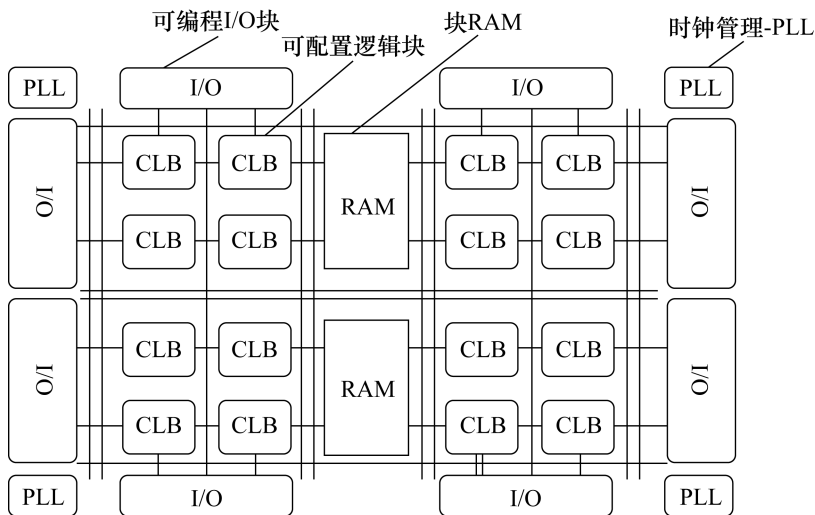 可编程I/O块
可配置逻辑块
块RAM
时钟管理-PLL
PLL I/O I/O PLL
I/O CLB CLB RAM CLB CLB I/O
CLB CLB CLB CLB
I/O CLB CLB RAM CLB CLB I/O
CLB CLB CLB CLB
PLL I/O I/O PLL